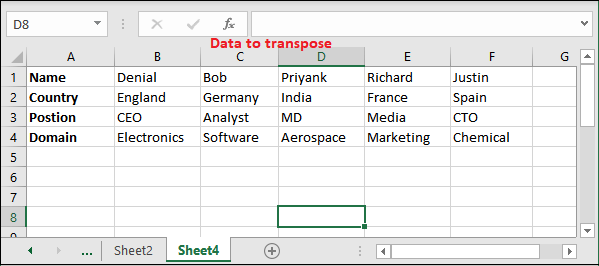 D8 fx
Data to transpose
A B C D E F G
1 Name Denial Bob Priyank Richard Justin
2 Country England Germany India France Spain
3 Postion CEO Analyst MD Media CTO
4 Domain Electronics Software Aerospace Marketing Chemical
5
6
7
8
9
... Sheet2 Sheet4